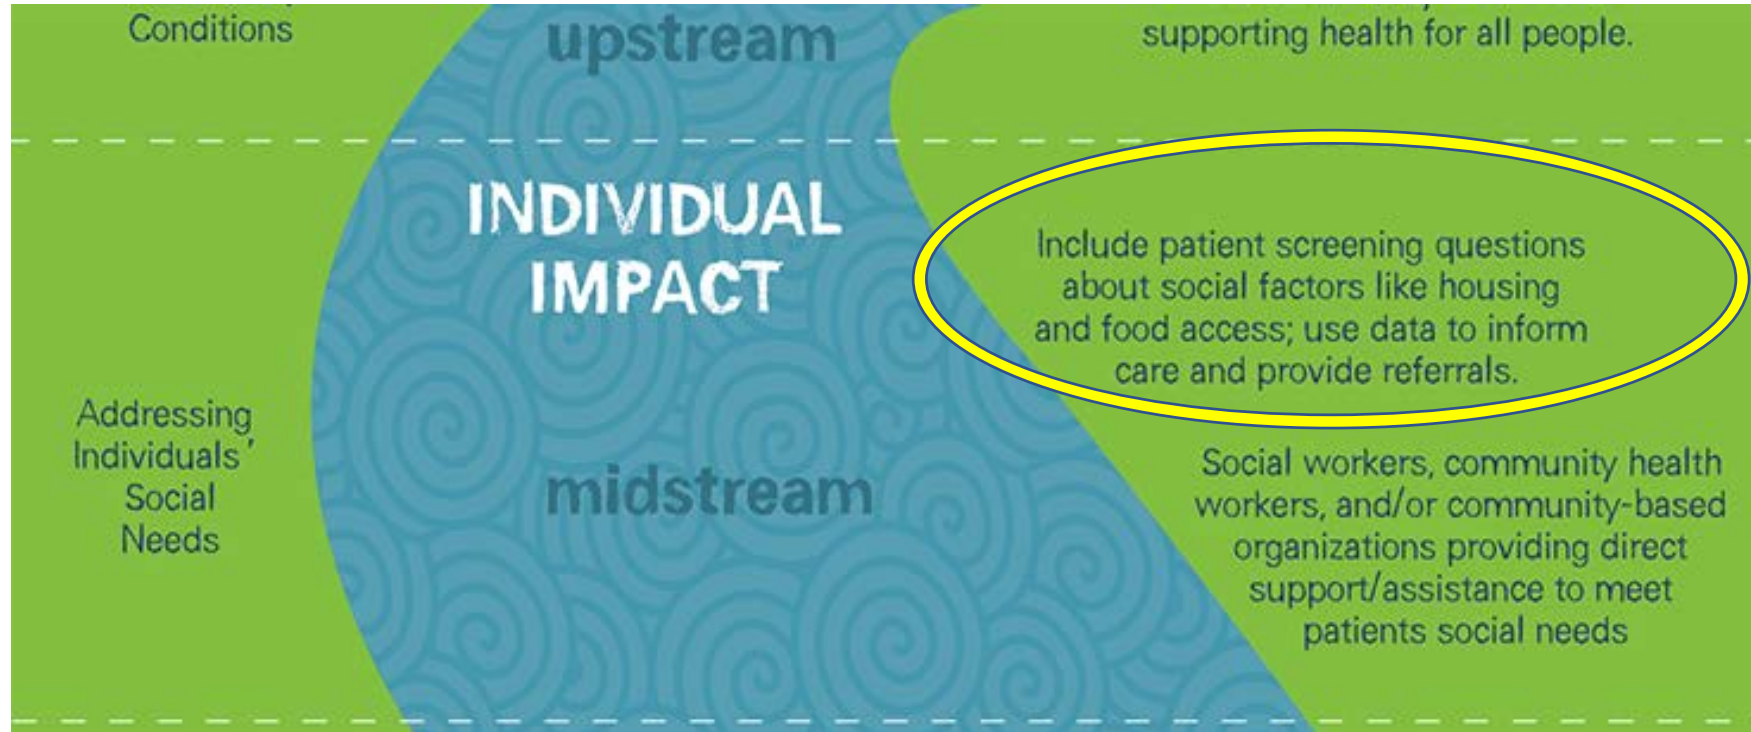 Conditions
upstream
supporting health for all people.
INDIVIDUAL
IMPACT
Include patient screening questions
about social factors like housing
and food access; use data to inform
care and provide referrals.
Addressing
Individuals'
Social
Needs
midstream
Social workers, community health
workers, and/or community-based
organizations providing direct
support/assistance to meet
patients social needs